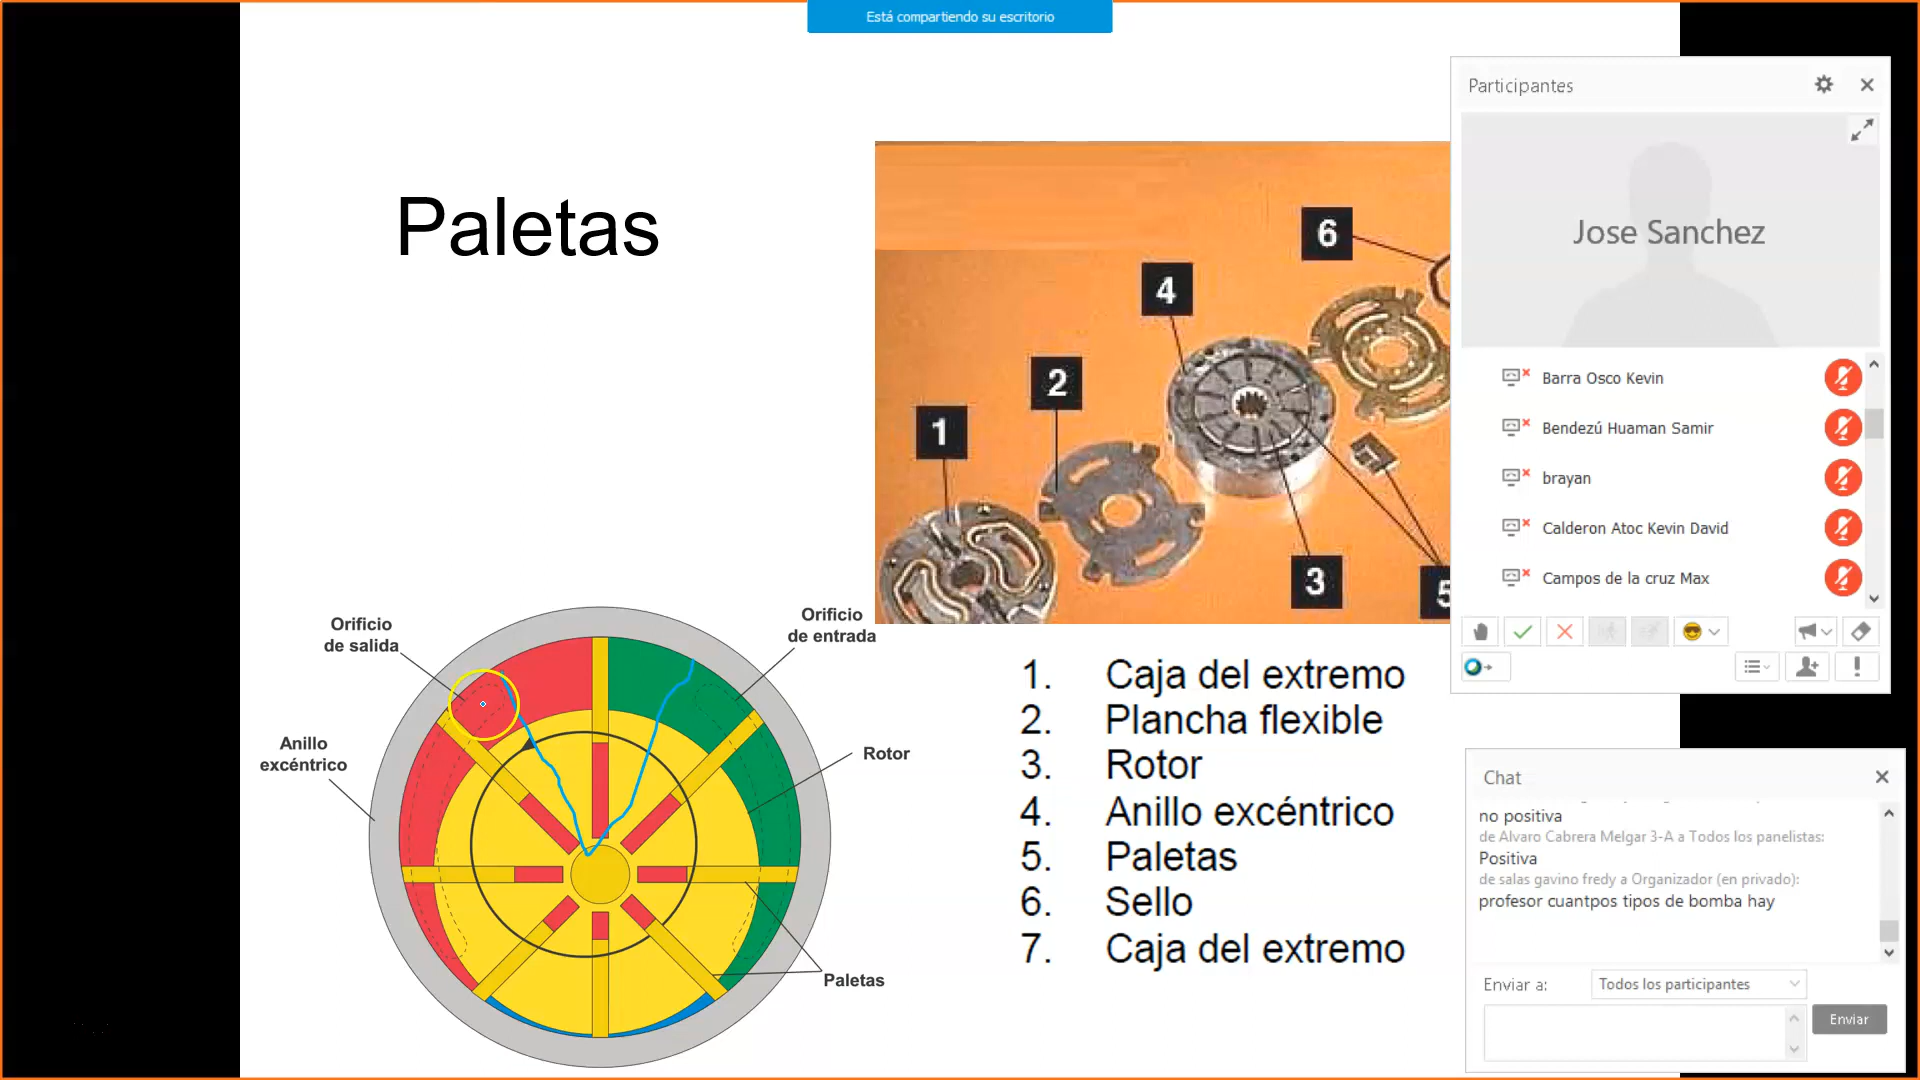 Está compartiendo su escritorio
Paletas
6
4
2
1
3
5
Orificio
de salida
Orificio
de entrada
Anillo
excéntrico
Rotor
Paletas
1. Caja del extremo
2. Plancha flexible
3. Rotor
4. Anillo excéntrico
5. Paletas
6. Sello
7. Caja del extremo
Participantes
Jose Sanchez
Barra Osco Kevin
Bendezú Huaman Samir
brayan
Calderon Atoc Kevin David
Campos de la cruz Max
Chat
no positiva
de Alvaro Cabrera Melgar 3-A a Todos los panelistas:
Positiva
de salas gavino fredy a Organizador (en privado):
profesor cuantpos tipos de bomba hay
Enviar a:
Todos los participantes
Enviar